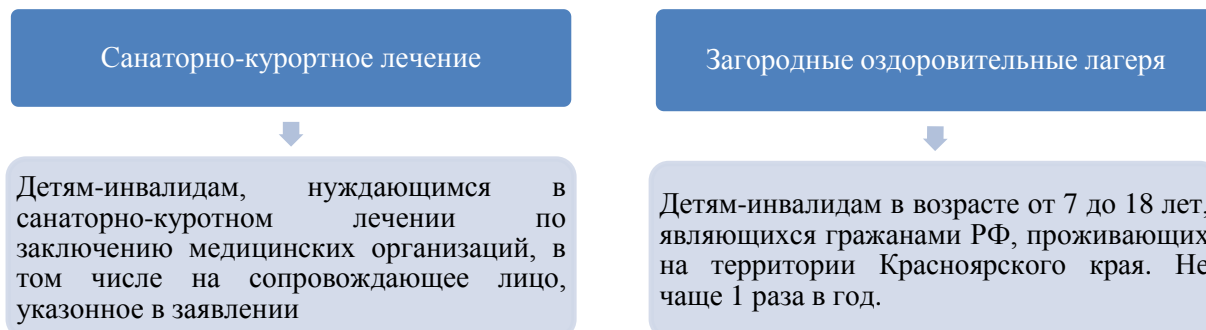 Санаторно-курортное лечение
Детям-инвалидам, нуждающимся в
санаторно-куротном лечении по
заключению медицинских организаций, в
том числе на сопровождающее лицо,
указонное в заявлении
Загородные оздоровительные лагеря
Детям-инвалидам в возрасте от 7 до 18 лет,
являющихся гражанами РФ, проживающих
на территории Красноярского края. Не
чаще 1 раза в год.